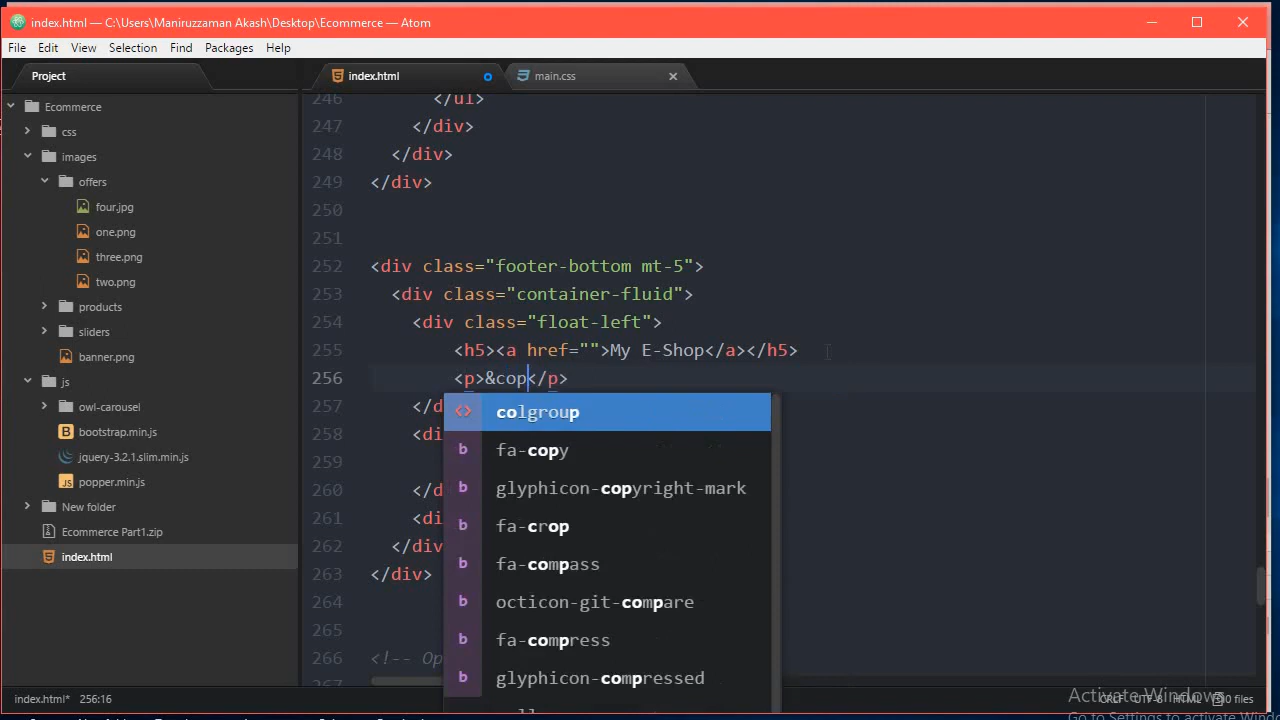 index.html — C:\Users\Maniruzzaman Akash\Desktop\Ecommerce — Atom
File Edit View Selection Find Packages Help
Project
index.html
main.css
Ecommerce
css
images
offers
four.jpg
one.png
three.png
two.png
products
sliders
banner.png
js
owl-carousel
bootstrap.min.js
jquery-3.2.1.slim.min.js
popper.min.js
New folder
Ecommerce Part1.zip
index.html
246 </ul>
247 </div>
248 </div>
249 </div>
250
251
252 <div class="footer-bottom mt-5">
253 <div class="container-fluid">
254 <div class="float-left">
255 <h5><a href="">My E-Shop</a></h5>
256 <p>&cop</p>
257 </d
258 <di
259
260 </d
261 <di
262 </di
263 </div>
264
265
266 <!-- Op
267
colgroup
fa-copy
glyphicon-copyright-mark
fa-crop
fa-compass
octicon-git-compare
fa-compress
glyphicon-compressed
index.html* 256:16
CRLF UTF-8 HTML 0 files
Activate Windows
Go to Settings to activate Windows